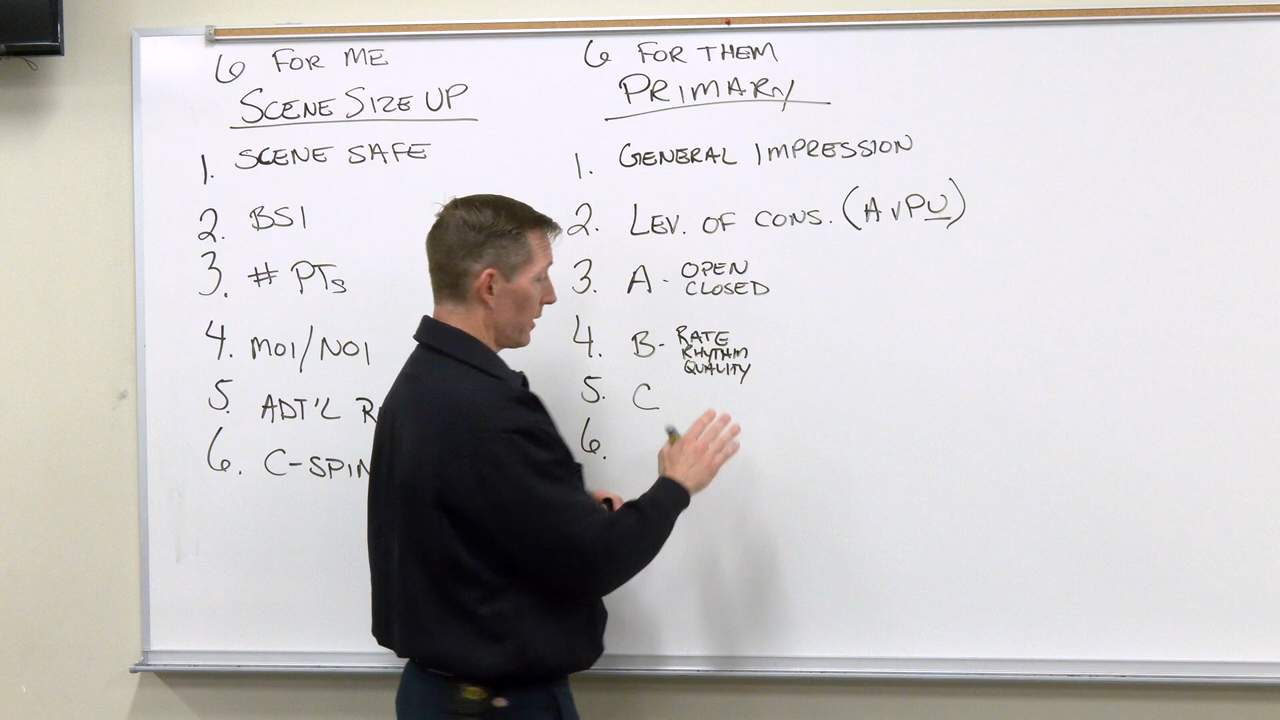 6 FOR ME
SCENE SIZE UP
1. SCENE SAFE
2. BSI
3. # PTs
4. MOI/NOI
5. ADT'L R
6. C-SPIN
6 FOR THEM
PRIMARY
1. GENERAL IMPRESSION
2. LEV. OF CONS. (AVPU)
3. A - OPEN
CLOSED
4. B - RATE
RHYTHM
QUALITY
5. C
6.